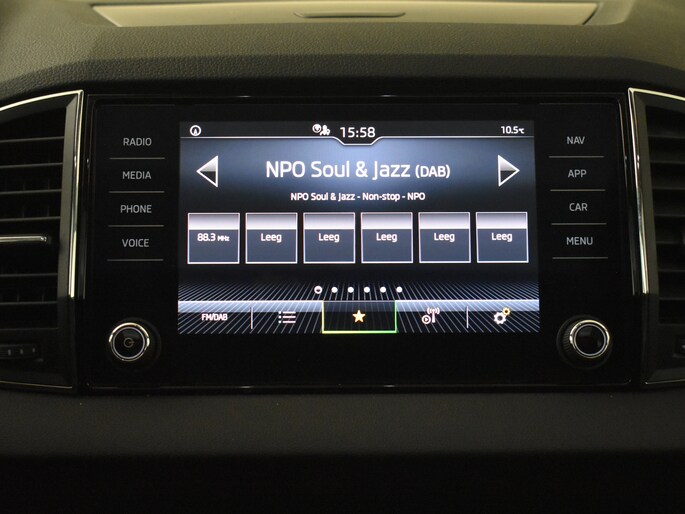 15:58
10.5°C
RADIO
MEDIA
PHONE
VOICE
NPO Soul & Jazz (DAB)
NPO Soul & Jazz - Non-stop - NPO
88.3 MHz
Leeg
Leeg
Leeg
Leeg
Leeg
FM/DAB
NAV
APP
CAR
MENU